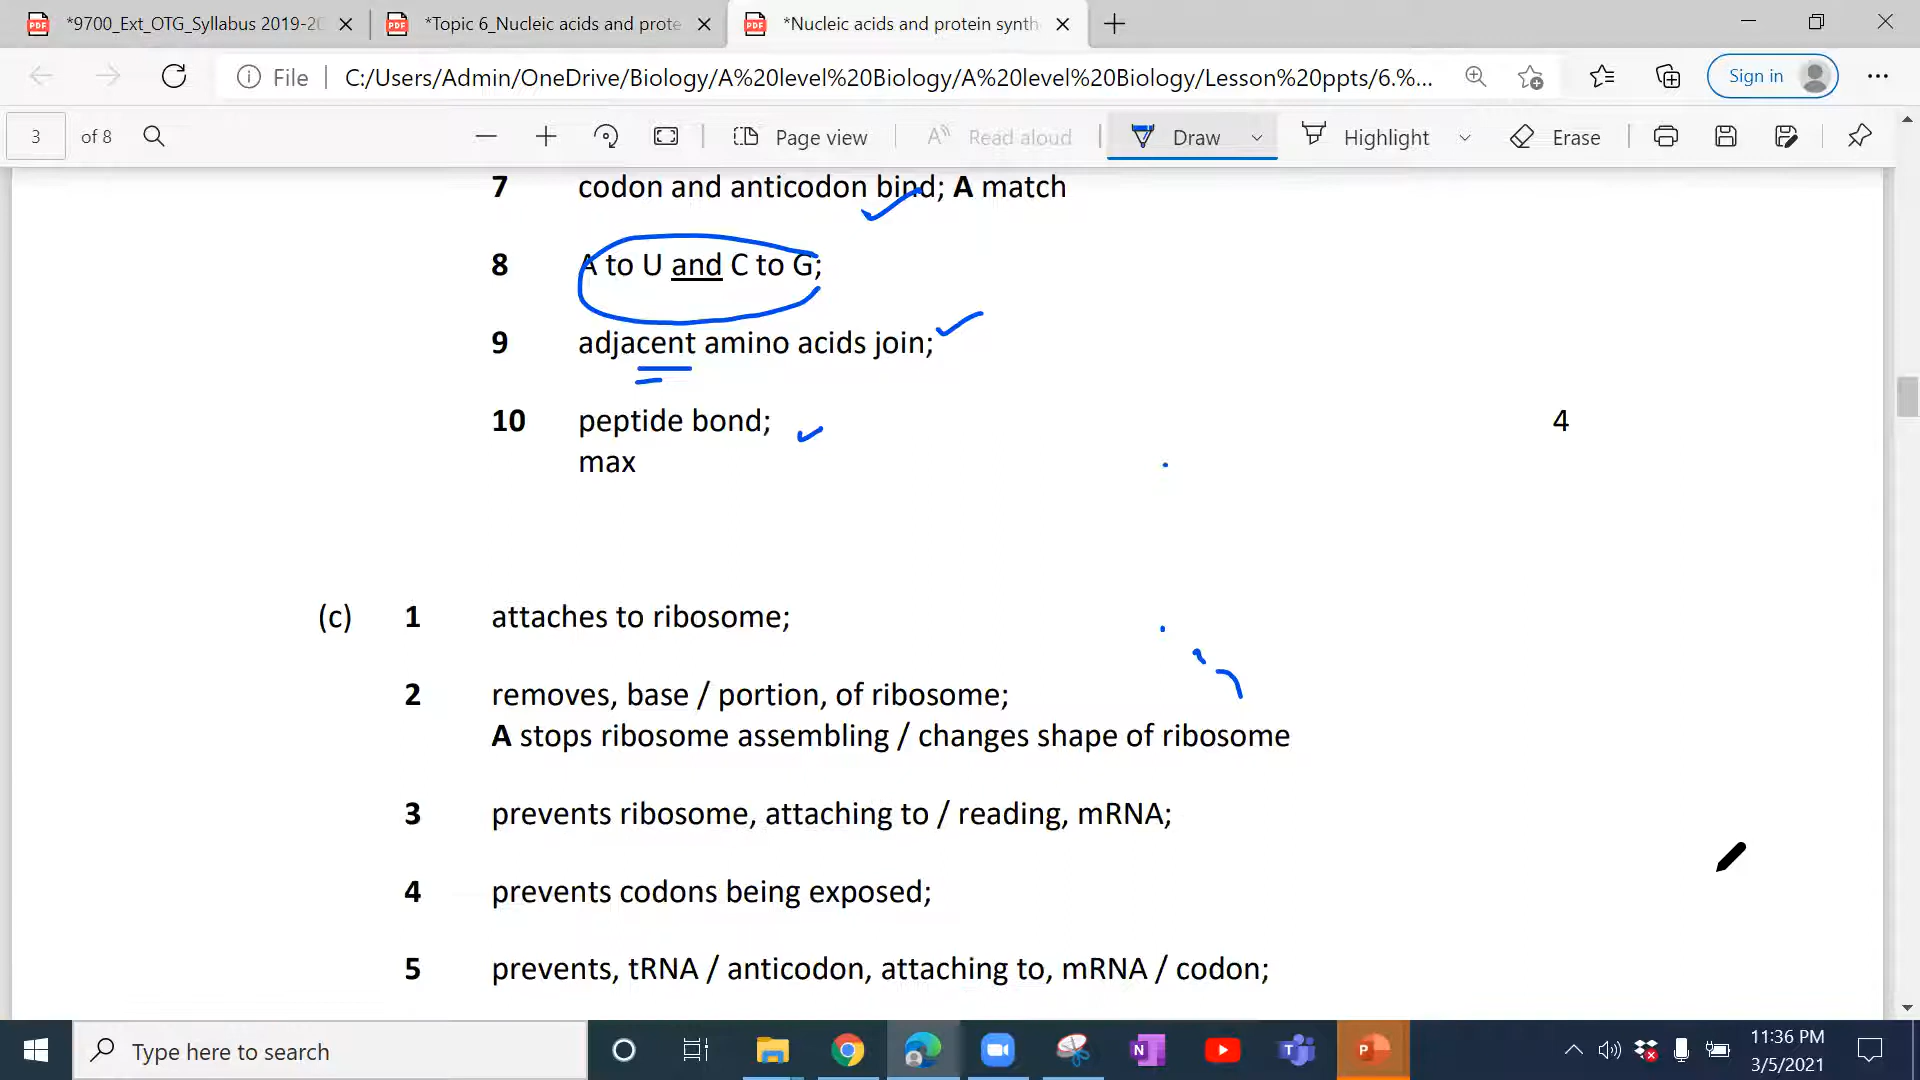 *9700_Ext_OTG_Syllabus 2019-20
*Topic 6_Nucleic acids and prote
*Nucleic acids and protein synth
File
C:/Users/Admin/OneDrive/Biology/A%20level%20Biology/A%20level%20Biology/Lesson%20ppts/6.%...
Sign in
3 of 8
Page view
Read aloud
Draw
Highlight
Erase
7 codon and anticodon bind; A match
8 A to U and C to G;
9 adjacent amino acids join;
10 peptide bond; 4
max
(c) 1 attaches to ribosome;
2 removes, base / portion, of ribosome;
A stops ribosome assembling / changes shape of ribosome
3 prevents ribosome, attaching to / reading, mRNA;
4 prevents codons being exposed;
5 prevents, tRNA / anticodon, attaching to, mRNA / codon;
Type here to search
11:36 PM
3/5/2021